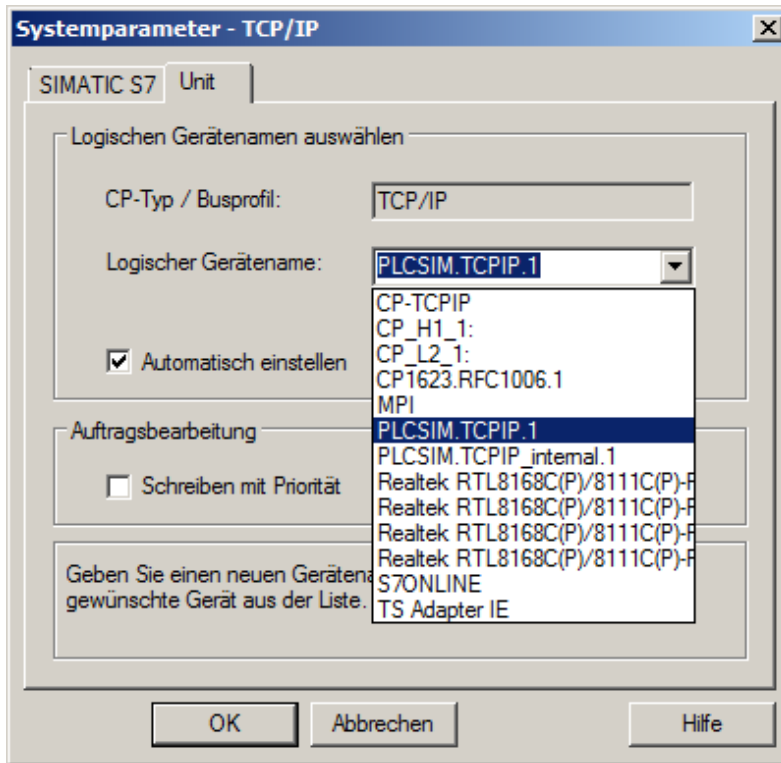 Systemparameter - TCP/IP
SIMATIC S7
Unit
Logischen Gerätenamen auswählen
CP-Typ / Busprofil:
TCP/IP
Logischer Gerätename:
PLCSIM.TCPIP.1
CP-TCPIP
CP_H1_1:
CP_L2_1:
CP1623.RFC1006.1
MPI
PLCSIM.TCPIP.1
PLCSIM.TCPIP_internal.1
Realtek RTL8168C(P)/8111C(P)-F
Realtek RTL8168C(P)/8111C(P)-F
Realtek RTL8168C(P)/8111C(P)-F
Realtek RTL8168C(P)/8111C(P)-F
S7ONLINE
TS Adapter IE
Automatisch einstellen
Auftragsbearbeitung
Schreiben mit Priorität
Geben Sie einen neuen Gerätena
gewünschte Gerät aus der Liste.
OK
Abbrechen
Hilfe